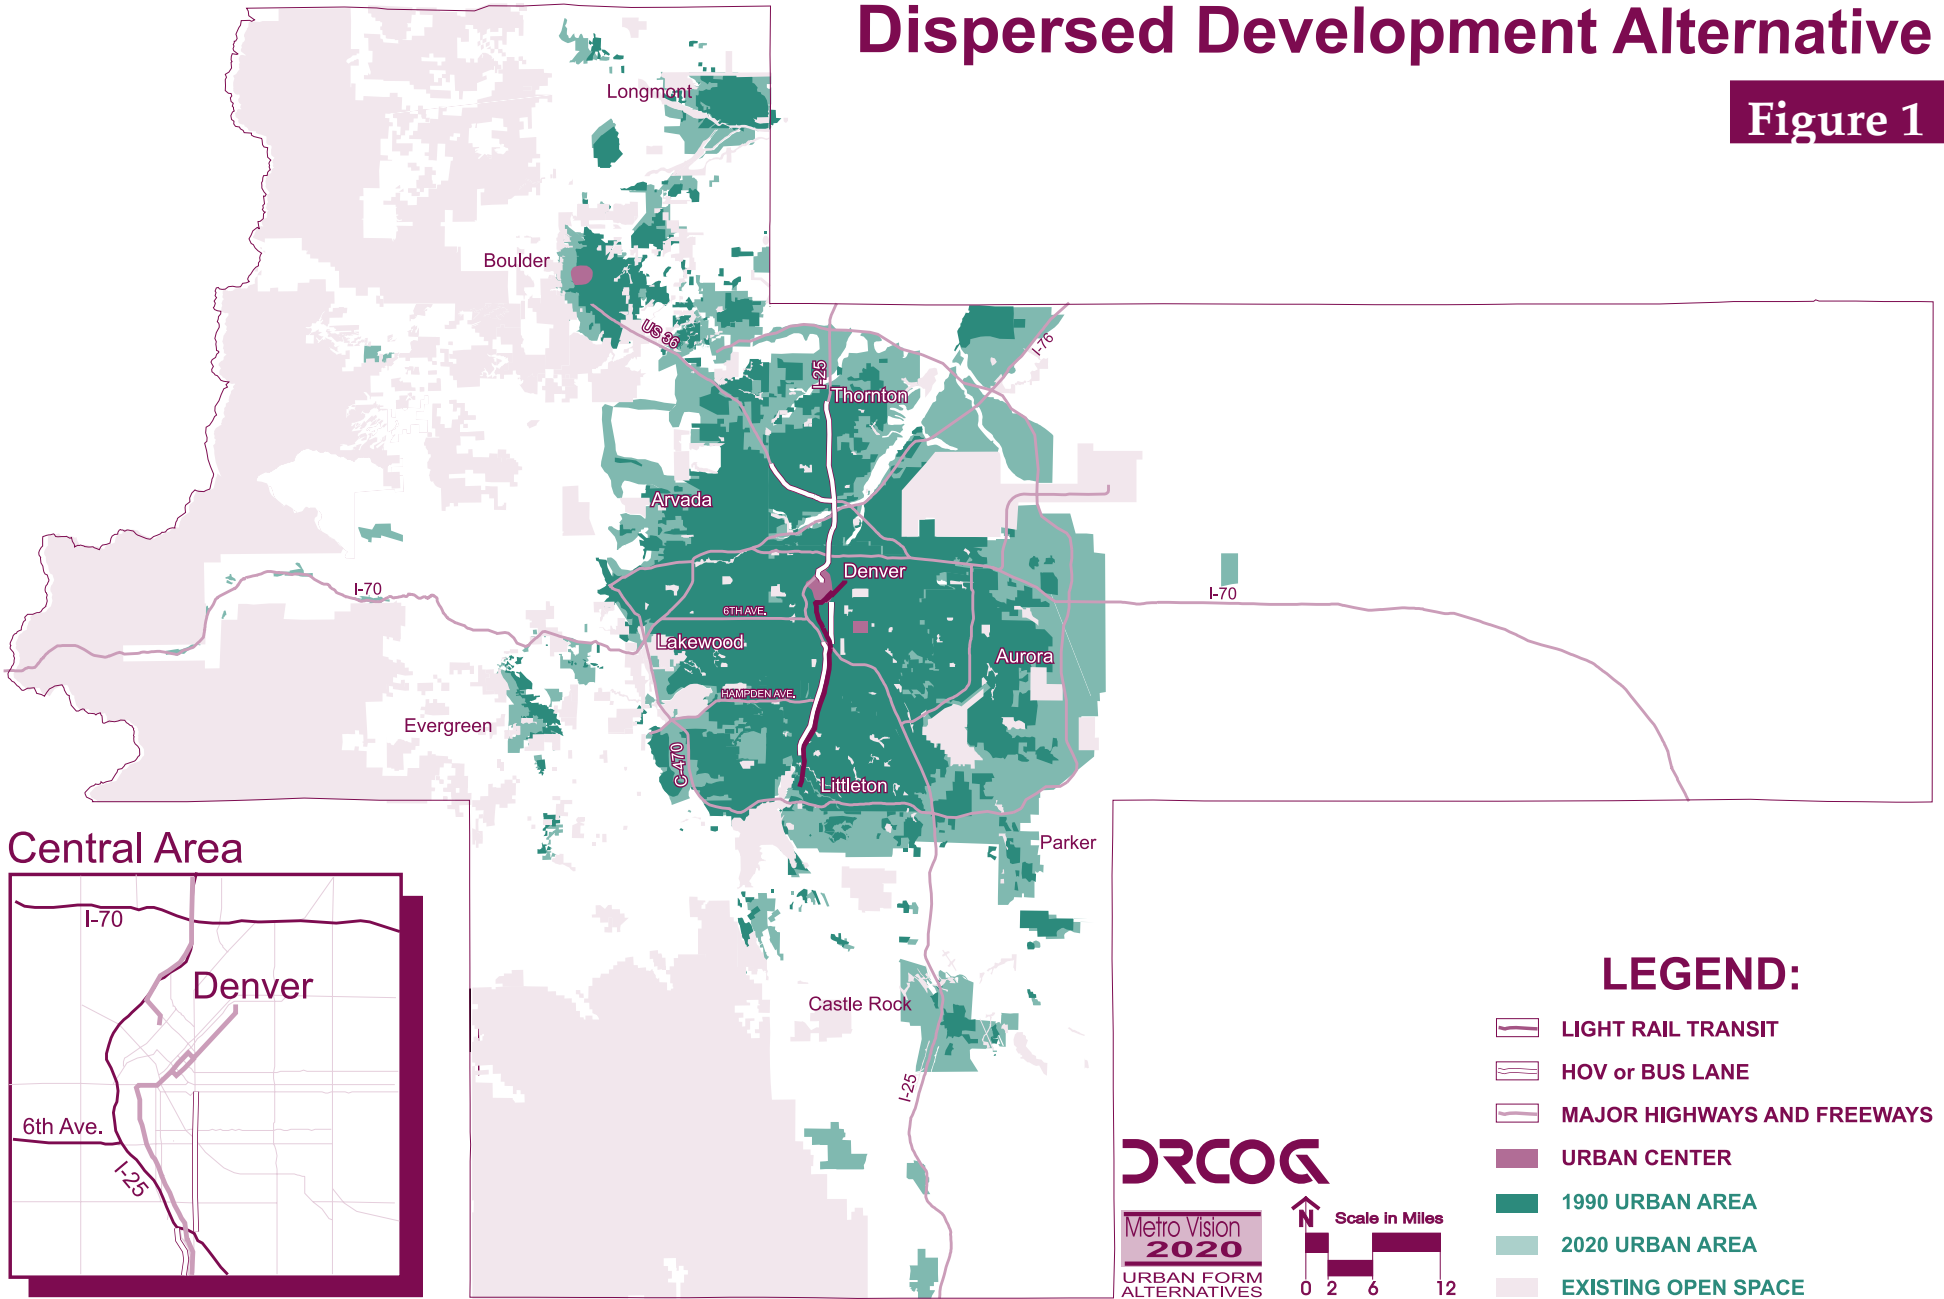 Dispersed Development Alternative
Figure 1
Longmont
Boulder
US 36
I-25
I-76
Thornton
Arvada
Denver
I-70
I-70
6TH AVE.
Lakewood
Aurora
HAMPDEN AVE.
Evergreen
C-470
Littleton
Parker
Castle Rock
I-25
Central Area
I-70
Denver
6th Ave.
I-25
DRCOG
Metro Vision
2020
URBAN FORM
ALTERNATIVES
N
Scale in Miles
0 2 6 12
LEGEND:
LIGHT RAIL TRANSIT
HOV or BUS LANE
MAJOR HIGHWAYS AND FREEWAYS
URBAN CENTER
1990 URBAN AREA
2020 URBAN AREA
EXISTING OPEN SPACE